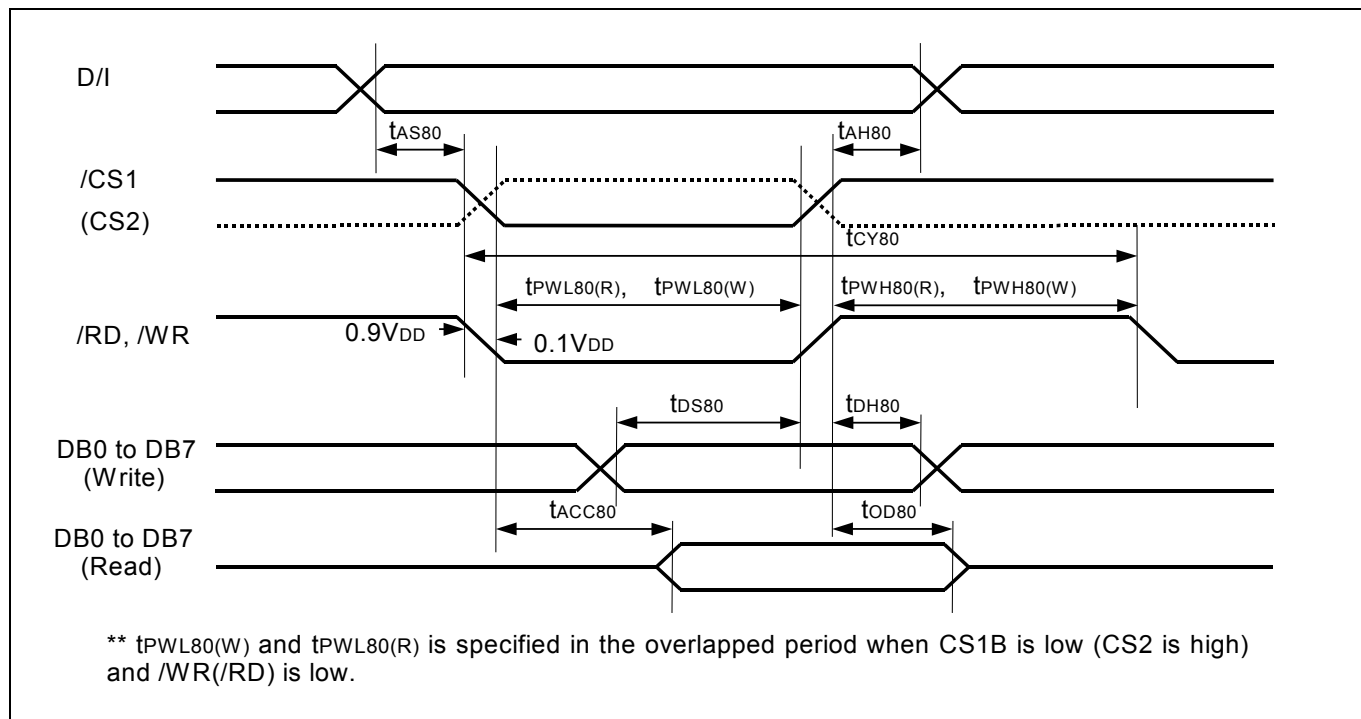 D/I
tAS80
tAH80
/CS1
(CS2)
tCY80
tPWL80(R), tPWL80(W)
tPWH80(R), tPWH80(W)
/RD, /WR
0.9VDD
0.1VDD
tDS80
tDH80
DB0 to DB7
(Write)
tACC80
tOD80
DB0 to DB7
(Read)
** tPWL80(W) and tPWL80(R) is specified in the overlapped period when CS1B is low (CS2 is high)
and /WR(/RD) is low.